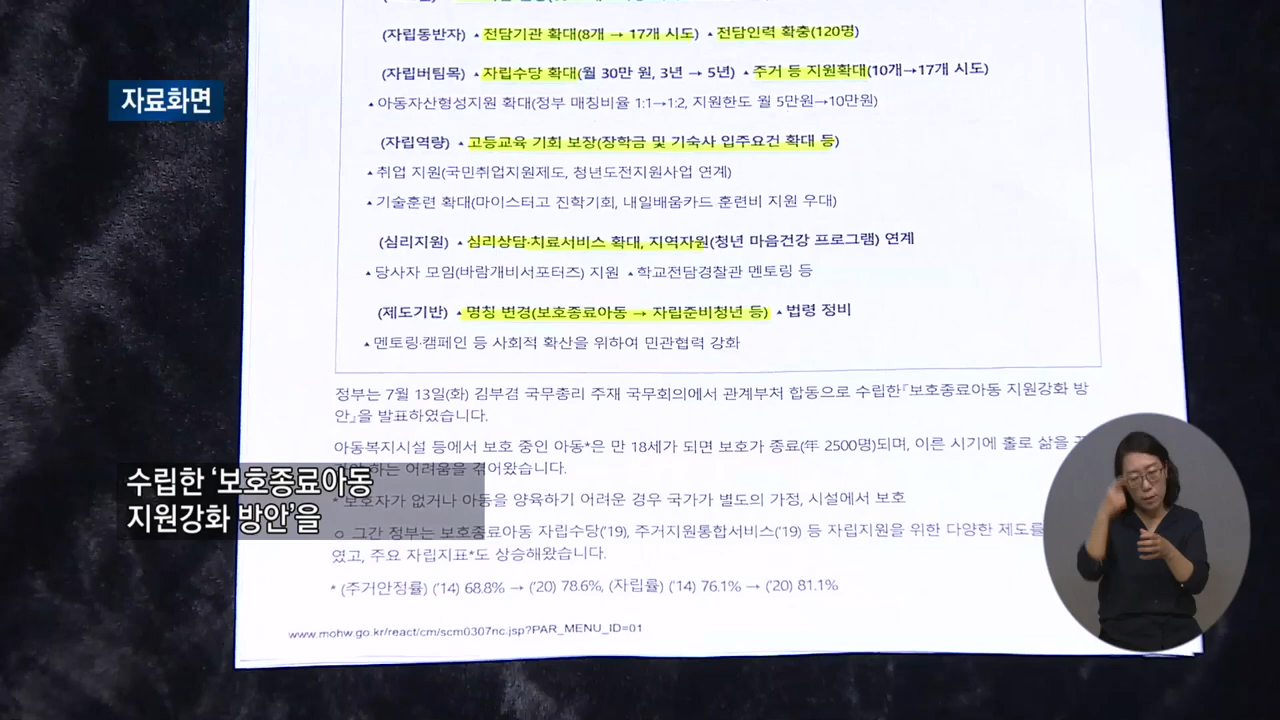 (자립동반자) ▴전담기관 확대(8개 → 17개 시도) ▴전담인력 확충(120명)
자료화면
(자립버팀목) ▴자립수당 확대(월 30만 원, 3년 → 5년) ▴주거 등 지원확대(10개→17개 시도)
▴아동자산형성지원 확대(정부 매칭비율 1:1→1:2, 지원한도 월 5만원→10만원)
(자립역량) ▴고등교육 기회 보장(장학금 및 기숙사 입주요건 확대 등)
▴취업 지원(국민취업지원제도, 청년도전지원사업 연계)
▴기술훈련 확대(마이스터고 진학기회, 내일배움카드 훈련비 지원 우대)
(심리지원) ▴심리상담·치료서비스 확대, 지역자원(청년 마음건강 프로그램) 연계
▴당사자 모임(바람개비서포터즈) 지원 ▴학교전담경찰관 멘토링 등
(제도기반) ▴명칭 변경(보호종료아동 → 자립준비청년 등) ▴법령 정비
▴멘토링·캠페인 등 사회적 확산을 위하여 민관협력 강화
정부는 7월 13일(화) 김부겸 국무총리 주재 국무회의에서 관계부처 합동으로 수립한「보호종료아동 지원강화 방
안」을 발표하였습니다.
아동복지시설 등에서 보호 중인 아동*은 만 18세가 되면 보호가 종료(年 2500명)되며, 이른 시기에 홀로 삶을
하는 어려움을 겪어왔습니다.
수립한 ‘보호종료아동
지원강화 방안’을
* 보호자가 없거나 아동을 양육하기 어려운 경우 국가가 별도의 가정, 시설에서 보호
ㅇ 그간 정부는 보호종료아동 자립수당('19), 주거지원통합서비스('19) 등 자립지원을 위한 다양한 제도를
였고, 주요 자립지표*도 상승해왔습니다.
* (주거안정률) ('14) 68.8% → ('20) 78.6%, (자립률) ('14) 76.1% → ('20) 81.1%
www.mohw.go.kr/react/cm/scm0307nc.jsp?PAR_MENU_ID=01